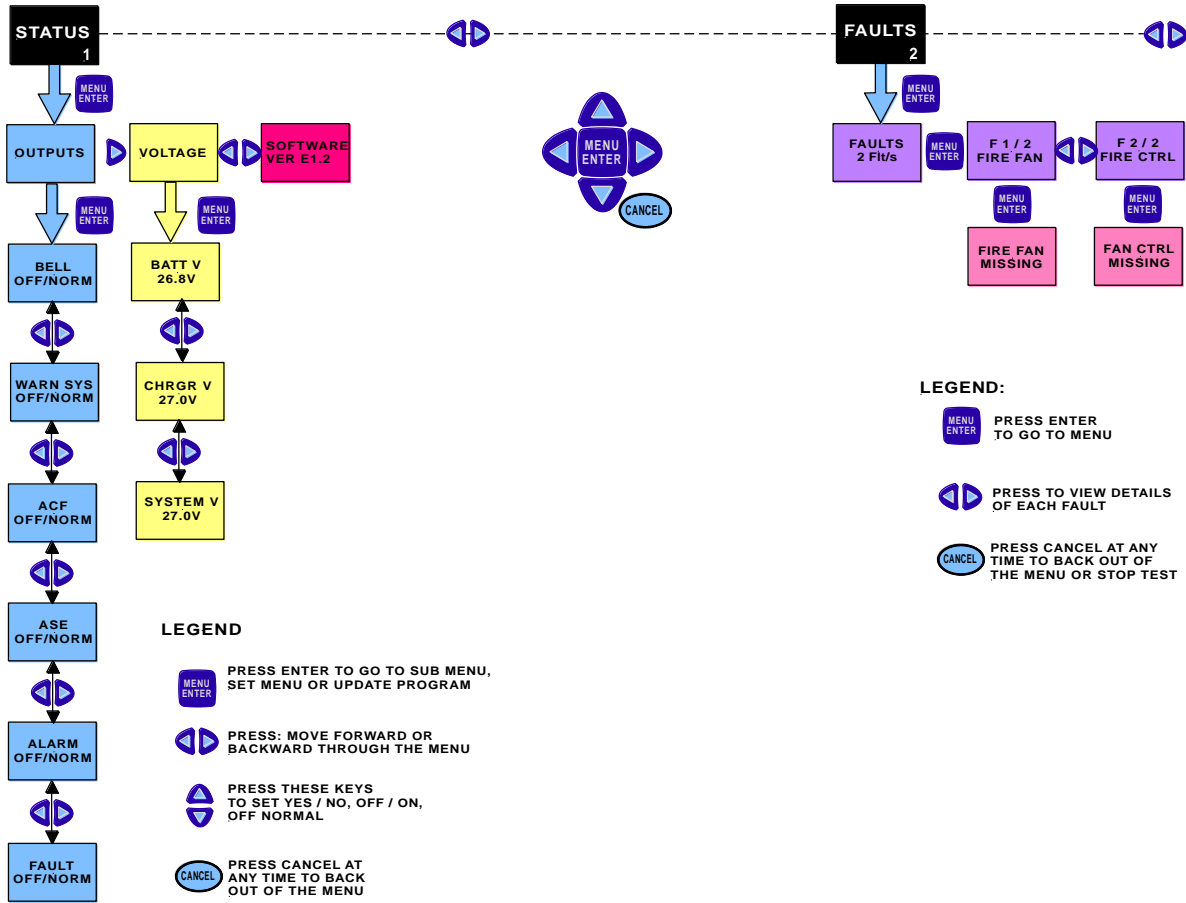 STATUS
1
FAULTS
2
MENU
ENTER
MENU
ENTER
OUTPUTS
VOLTAGE
SOFTWARE
VER E1.2
MENU
ENTER
CANCEL
FAULTS
2 Flt/s
MENU
ENTER
F 1 / 2
FIRE FAN
F 2 / 2
FIRE CTRL
MENU
ENTER
MENU
ENTER
MENU
ENTER
MENU
ENTER
BELL
OFF/NORM
BATT V
26.8V
FIRE FAN
MISSING
FAN CTRL
MISSING
WARN SYS
OFF/NORM
CHRGR V
27.0V
ACF
OFF/NORM
SYSTEM V
27.0V
ASE
OFF/NORM
ALARM
OFF/NORM
FAULT
OFF/NORM
LEGEND
MENU
ENTER
PRESS ENTER TO GO TO SUB MENU,
SET MENU OR UPDATE PROGRAM
PRESS: MOVE FORWARD OR
BACKWARD THROUGH THE MENU
PRESS THESE KEYS
TO SET YES / NO, OFF / ON,
OFF NORMAL
CANCEL
PRESS CANCEL AT
ANY TIME TO BACK
OUT OF THE MENU
LEGEND:
MENU
ENTER
PRESS ENTER
TO GO TO MENU
PRESS TO VIEW DETAILS
OF EACH FAULT
CANCEL
PRESS CANCEL AT ANY
TIME TO BACK OUT OF
THE MENU OR STOP TEST